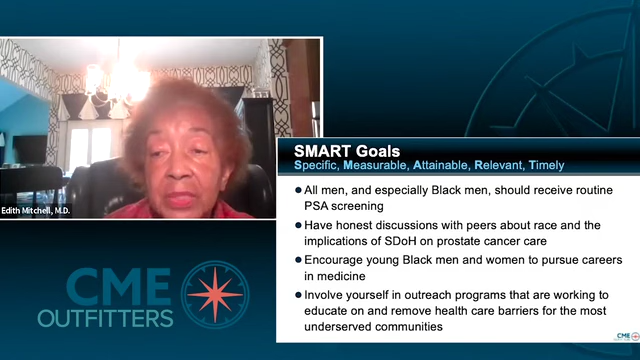 Edith Mitchell, M.D.
CME
OUTFITTERS
SMART Goals
Specific, Measurable, Attainable, Relevant, Timely
● All men, and especially Black men, should receive routine
PSA screening
● Have honest discussions with peers about race and the
implications of SDoH on prostate cancer care
● Encourage young Black men and women to pursue careers
in medicine
● Involve yourself in outreach programs that are working to
educate on and remove health care barriers for the most
underserved communities
CME
OUTFITTERS